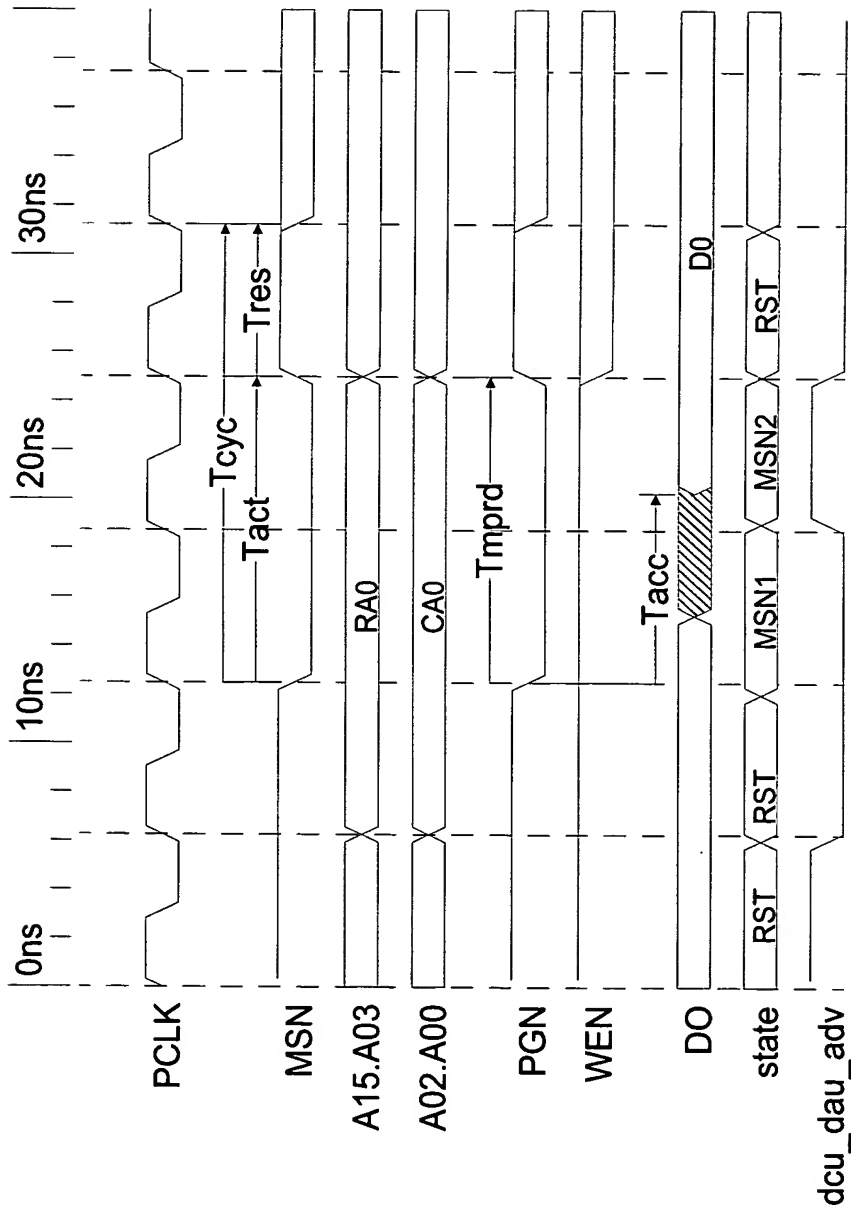 0ns 10ns 20ns 30ns
PCLK
Tcyc
Tact Tres
MSN
A15.A03 RA0
A02.A00 CA0
Tmprd
PGN
WEN
Tacc
DO D0
state RST RST MSN1 MSN2 RST
dcu_dau_adv